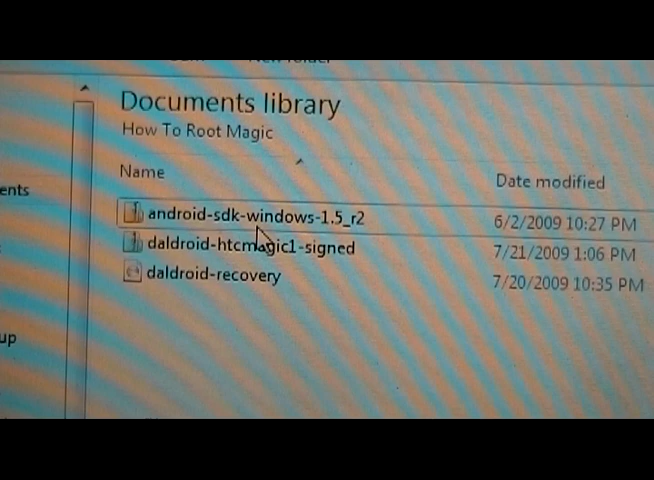 New folder
Documents library
How To Root Magic
Name
Date modified
ents
android-sdk-windows-1.5_r2
6/2/2009 10:27 PM
daldroid-htcmagic1-signed
7/21/2009 1:06 PM
daldroid-recovery
7/20/2009 10:35 PM
up